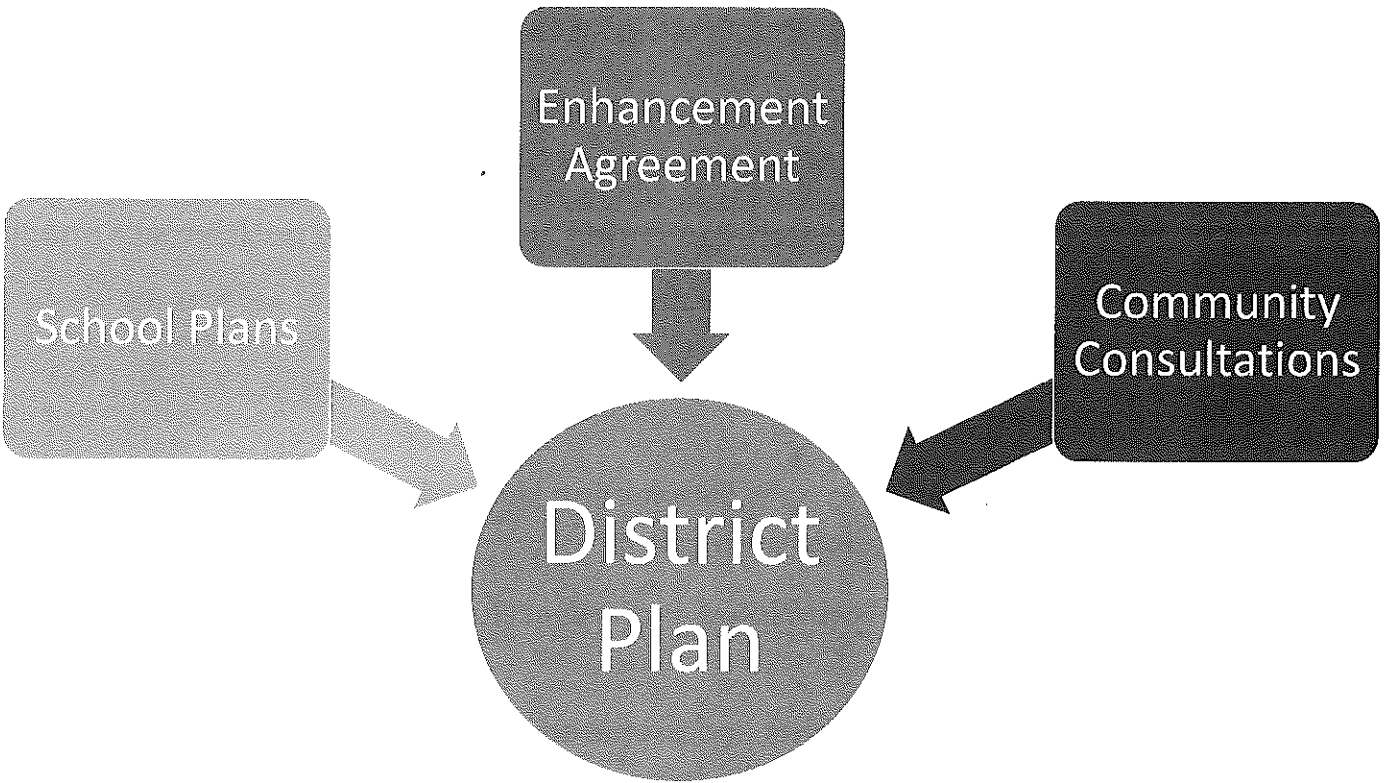 Enhancement
Agreement
School Plans
Community
Consultations
District
Plan